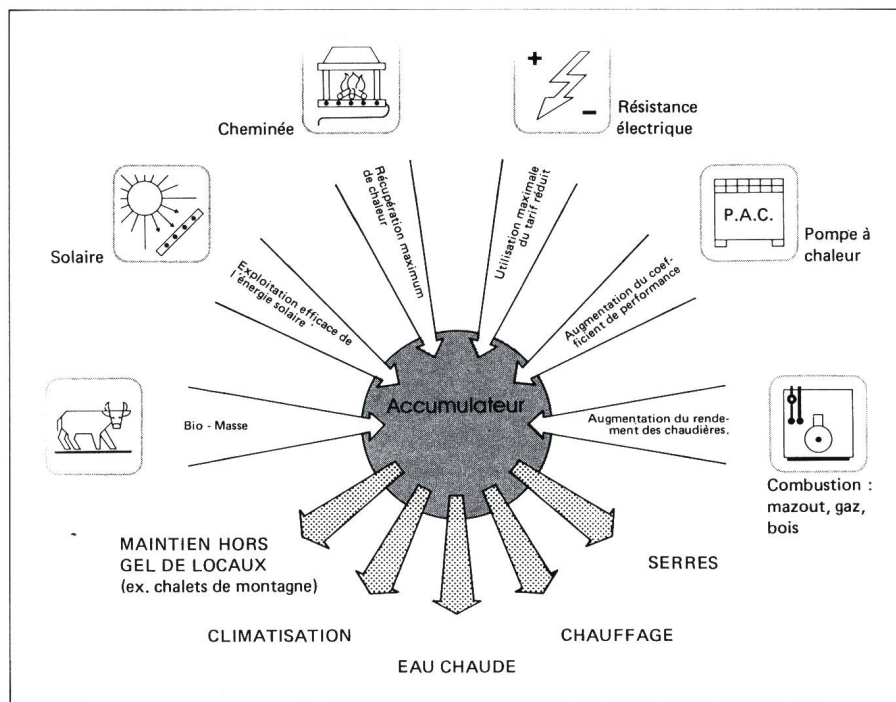 Cheminée
+
-
Résistance
électrique
Solaire
P.A.C.
Pompe à
chaleur
Récupération maximum
de chaleur
Utilisation maximale
du tarif réduit
Exploitation efficace de
l'énergie solaire .
Augmentation du coef-
ficient de performance
Accumulateur
Bio - Masse
Augmentation du rende-
ment des chaudières.
Combustion :
mazout, gaz,
bois
MAINTIEN HORS
GEL DE LOCAUX
(ex. chalets de montagne)
SERRES
CLIMATISATION
CHAUFFAGE
EAU CHAUDE